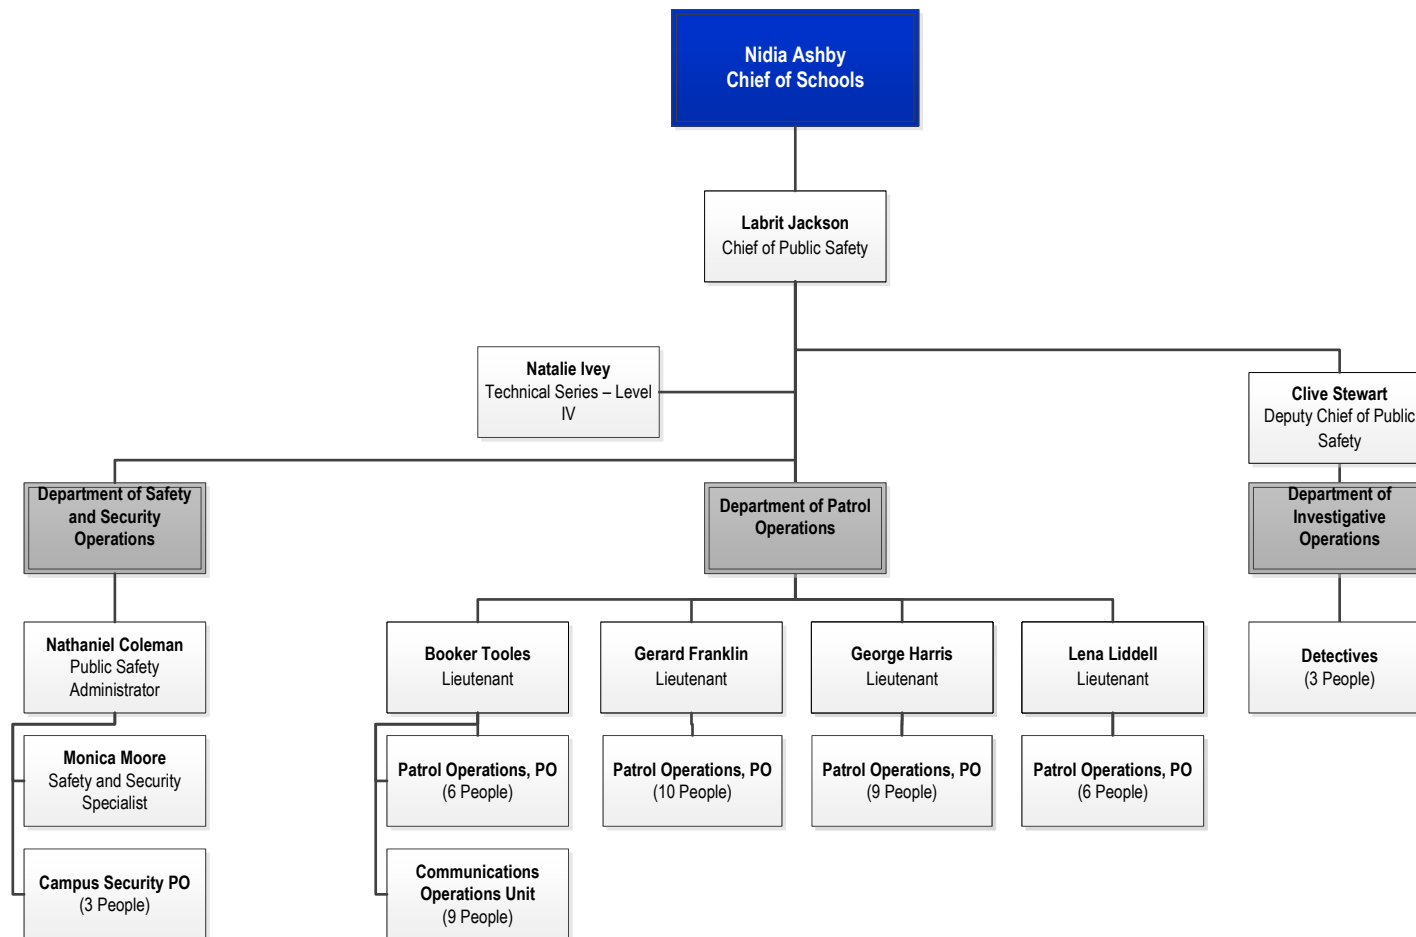 Nidia Ashby
Chief of Schools
Labrit Jackson
Chief of Public Safety
Natalie Ivey
Technical Series – Level
IV
Clive Stewart
Deputy Chief of Public
Safety
Department of Safety
and Security
Operations
Department of Patrol
Operations
Department of
Investigative
Operations
Nathaniel Coleman
Public Safety
Administrator
Booker Tooles
Lieutenant
Gerard Franklin
Lieutenant
George Harris
Lieutenant
Lena Liddell
Lieutenant
Detectives
(3 People)
Monica Moore
Safety and Security
Specialist
Patrol Operations, PO
(6 People)
Patrol Operations, PO
(10 People)
Patrol Operations, PO
(9 People)
Patrol Operations, PO
(6 People)
Campus Security PO
(3 People)
Communications
Operations Unit
(9 People)